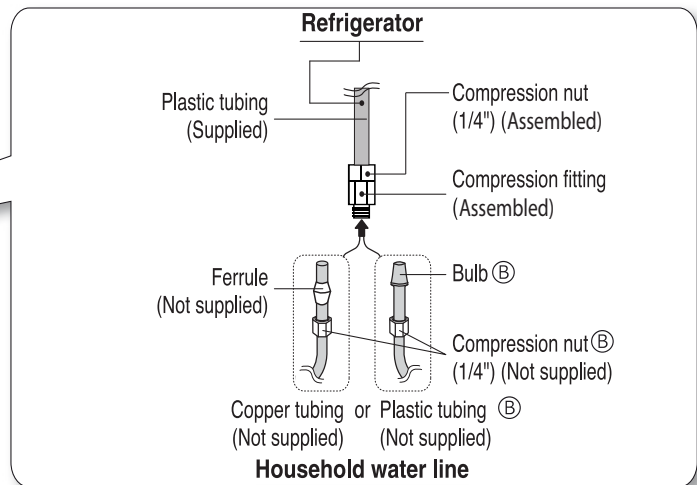 Refrigerator
Plastic tubing
(Supplied)
Compression nut
(1/4") (Assembled)
Compression fitting
(Assembled)
Ferrule
(Not supplied)
Bulb Ⓑ
Compression nut Ⓑ
(1/4") (Not supplied)
Copper tubing or Plastic tubing Ⓑ
(Not supplied) (Not supplied)
Household water line